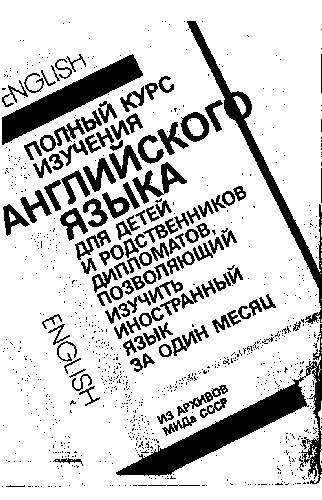 ENGLISH
ПОЛНЫЙ КУРС
ИЗУЧЕНИЯ
АНГЛИЙСКОГО
ЯЗЫКА
ДЛЯ ДЕТЕЙ
И РОДСТВЕННИКОВ
ДИПЛОМАТОВ,
ПОЗВОЛЯЮЩИЙ
ИЗУЧИТЬ
ИНОСТРАННЫЙ
ЯЗЫК
ЗА ОДИН МЕСЯЦ
ENGLISH
ИЗ АРХИВОВ
МИДа СССР